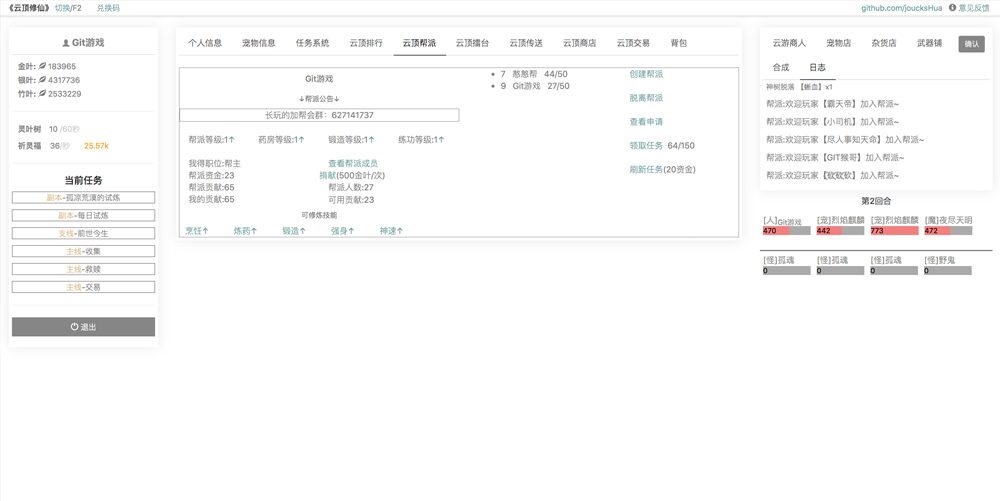 《云顶修仙》 切换/F2 兑换码 github.com/joucksHua 意见反馈
Git游戏
金叶: 183965
银叶: 4317736
竹叶: 2533229
灵叶树 10 /60秒
祈灵福 36/秒 25.57k
当前任务
副本-孤凉荒漠的试炼
副本-每日试炼
支线-前世今生
主线-收集
主线-救赎
主线-交易
退出
个人信息 宠物信息 任务系统 云顶排行 云顶帮派 云顶擂台 云顶传送 云顶商店 云顶交易 背包
Git游戏
↓帮派公告↓
长玩的加帮会群：627141737
帮派等级:1↑ 药房等级:1↑ 锻造等级:1↑ 练功等级:1↑
我得职位:帮主 查看帮派成员
帮派资金:23 捐献(500金叶/次)
帮派贡献:65 帮派人数:27
我的贡献:65 可用贡献:23
可修炼技能
烹饪↑ 炼药↑ 锻造↑ 强身↑ 神速↑
7 憨憨帮 44/50
9 Git游戏 27/50
创建帮派
脱离帮派
查看申请
领取任务 64/150
刷新任务(20资金)
云游商人 宠物店 杂货店 武器铺 确认
合成 日志
神树脱落 【蜥血】x1
帮派:欢迎玩家【霸天帝】加入帮派~
帮派:欢迎玩家【小司机】加入帮派~
帮派:欢迎玩家【尽人事知天命】加入帮派~
帮派:欢迎玩家【GIT猴哥】加入帮派~
帮派:欢迎玩家【欫欫欫】加入帮派~
第2回合
[人]Git游戏 [宠]烈焰麒麟 [宠]烈焰麒麟 [魔]夜尽天明
470 442 773 472
[怪]孤魂 [怪]孤魂 [怪]孤魂 [怪]野鬼
0 0 0 0